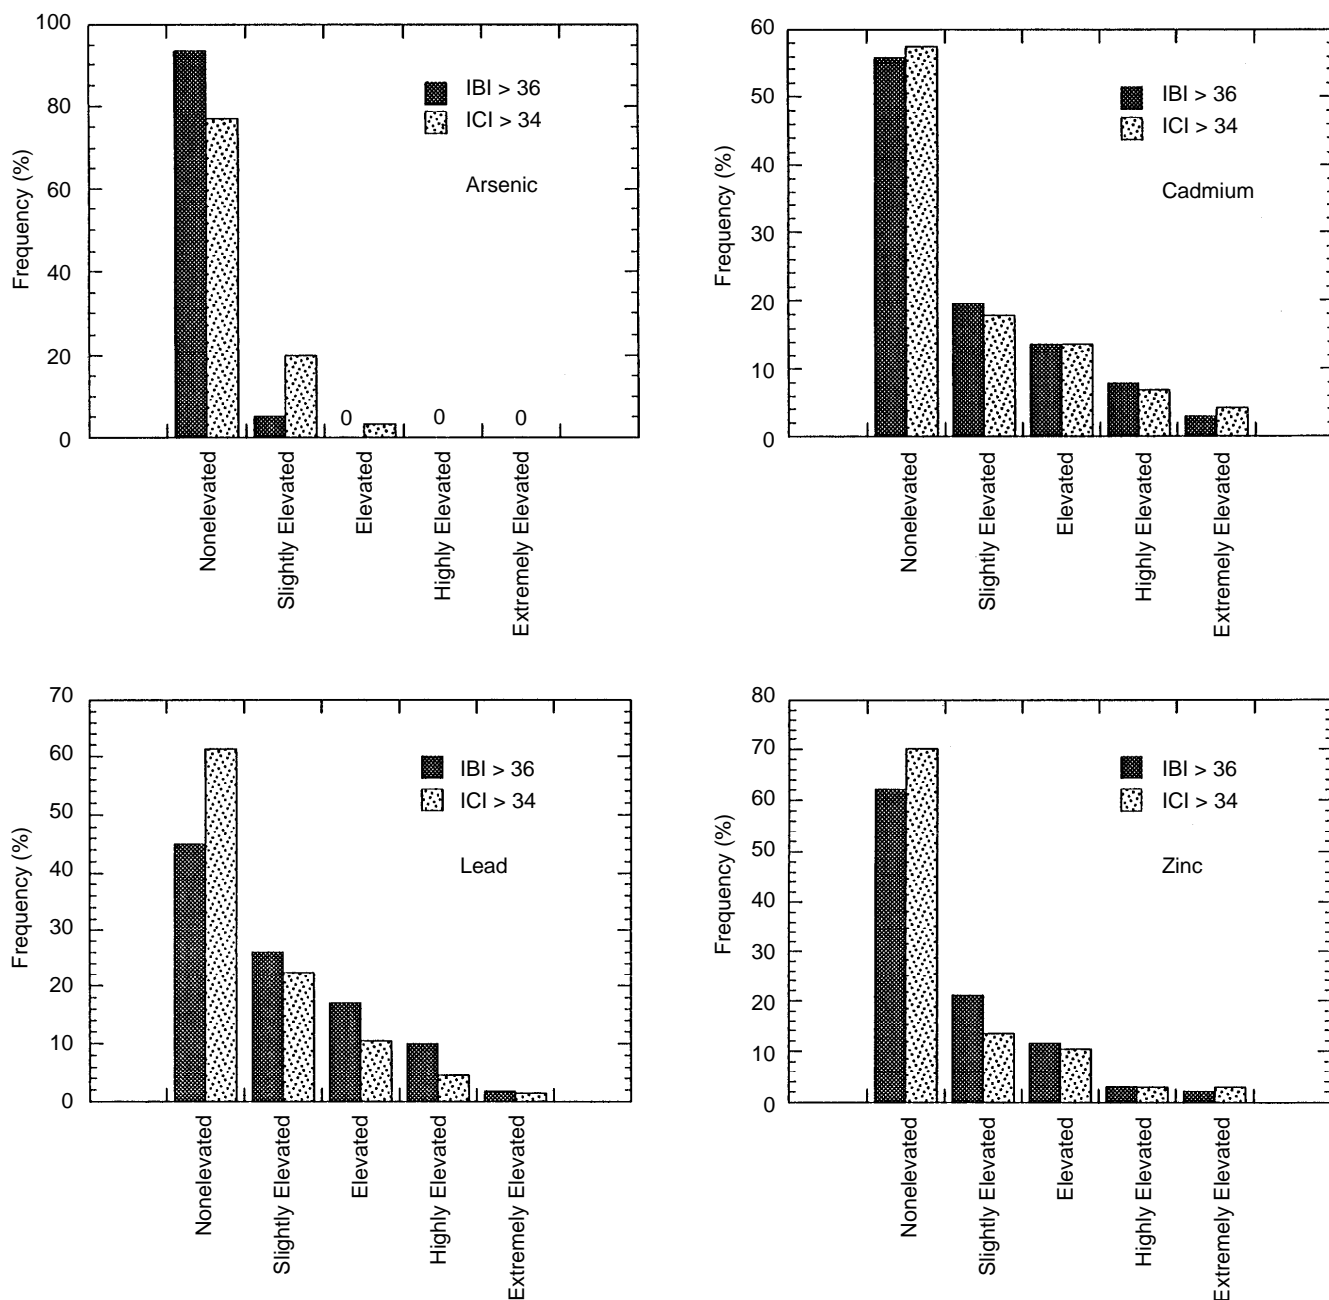 100
80
60
40
20
0
Frequency (%)
IBI > 36
ICI > 34
Arsenic
0
0
0
Nonelevated
Slightly Elevated
Elevated
Highly Elevated
Extremely Elevated
60
50
40
30
20
10
0
Frequency (%)
IBI > 36
ICI > 34
Cadmium
Nonelevated
Slightly Elevated
Elevated
Highly Elevated
Extremely Elevated
70
60
50
40
30
20
10
0
Frequency (%)
IBI > 36
ICI > 34
Lead
Nonelevated
Slightly Elevated
Elevated
Highly Elevated
Extremely Elevated
80
70
60
50
40
30
20
10
0
Frequency (%)
IBI > 36
ICI > 34
Zinc
Nonelevated
Slightly Elevated
Elevated
Highly Elevated
Extremely Elevated